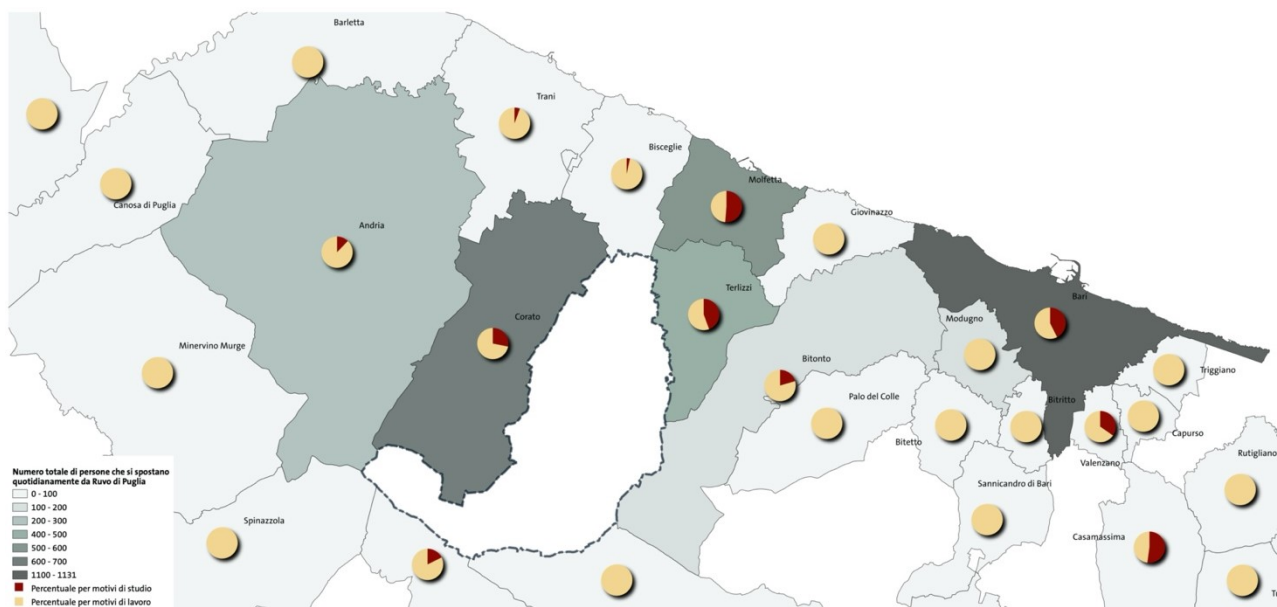 Barletta
Trani
Bisceglie
Molfetta
Giovinazzo
Canosa di Puglia
Andria
Terlizzi
Bari
Corato
Modugno
Minervino Murge
Bitonto
Triggiano
Palo del Colle
Bitritto
Bitetto
Capurso
Valenzano
Rutigliano
Sannicandro di Bari
Spinazzola
Casamassima
Numero totale di persone che si spostano
quotidianamente da Ruvo di Puglia
0 - 100
100 - 200
200 - 300
400 - 500
500 - 600
600 - 700
1100 - 1131
Percentuale per motivi di studio
Percentuale per motivi di lavoro